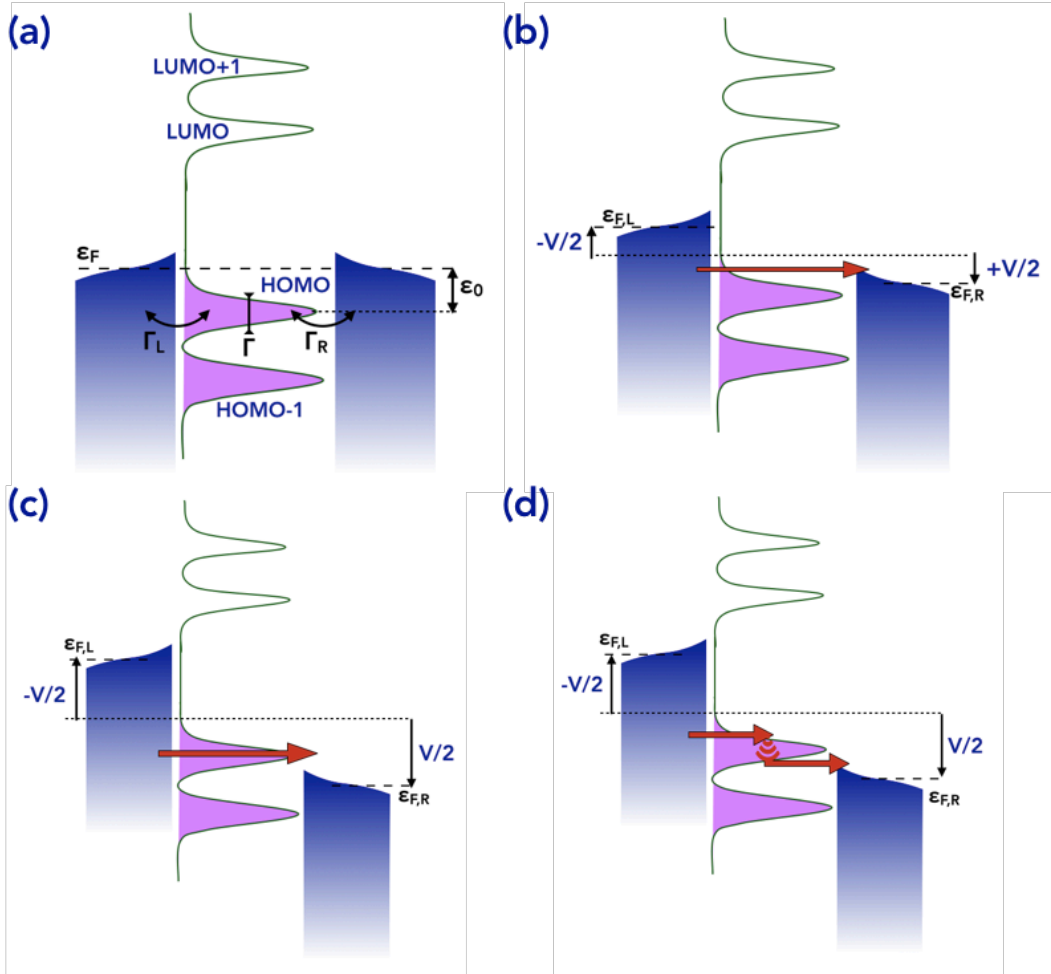 (a)
LUMO+1
LUMO
εF
HOMO
ε0
ΓL
Γ
ΓR
HOMO-1
(b)
εF,L
-V/2
+V/2
εF,R
(c)
εF,L
-V/2
V/2
εF,R
(d)
εF,L
-V/2
V/2
εF,R